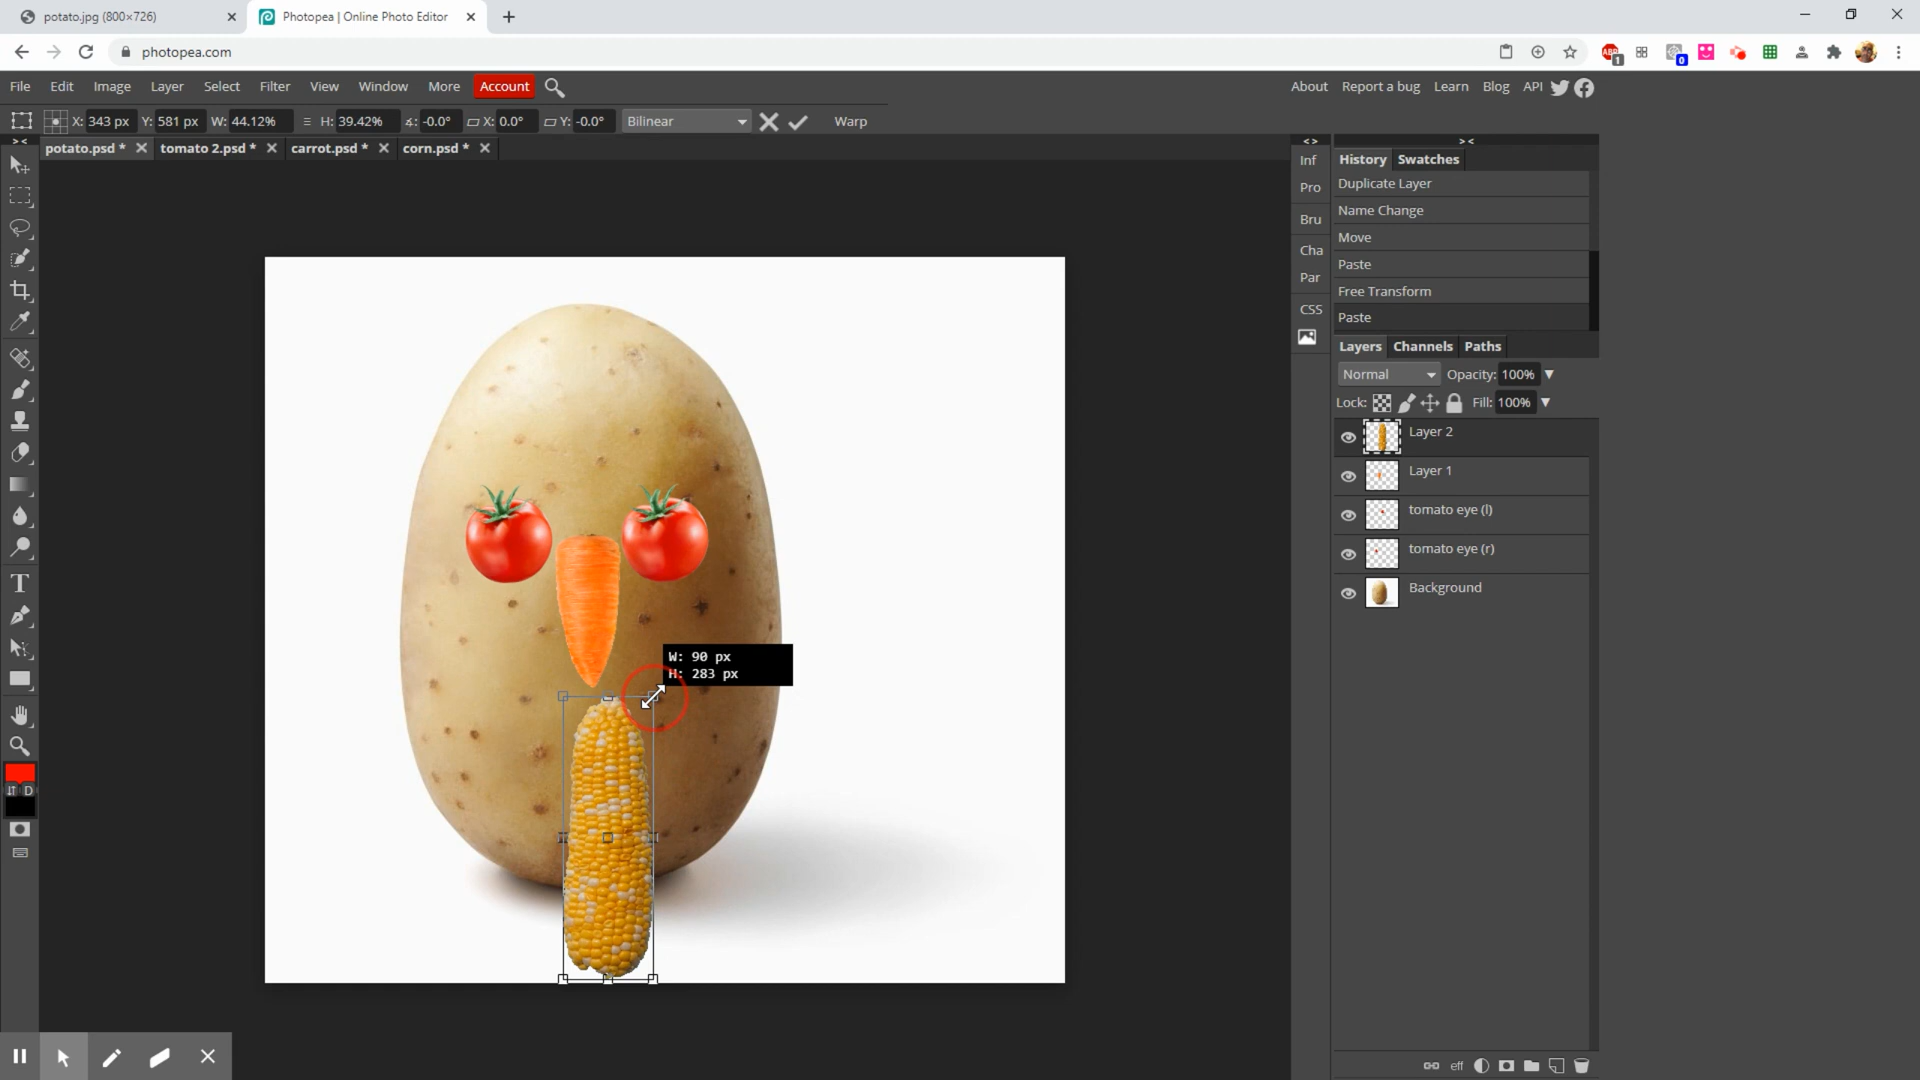 potato.jpg (800×726)
Photopea | Online Photo Editor
photopea.com
1
0
File Edit Image Layer Select Filter View Window More Account
About Report a bug Learn Blog API
X: 343 px Y: 581 px W: 44.12% H: 39.42% -0.0° X: 0.0° Y: -0.0° Bilinear Warp
> <
potato.psd * tomato 2.psd * carrot.psd * corn.psd *
< >
> <
Inf
Pro
Bru
Cha
Par
CSS
History Swatches
Duplicate Layer
Name Change
Move
Paste
Free Transform
Paste
Layers Channels Paths
Normal Opacity: 100%
Lock: Fill: 100%
Layer 2
Layer 1
tomato eye (l)
tomato eye (r)
Background
W: 90 px
H: 283 px
T
D
eff